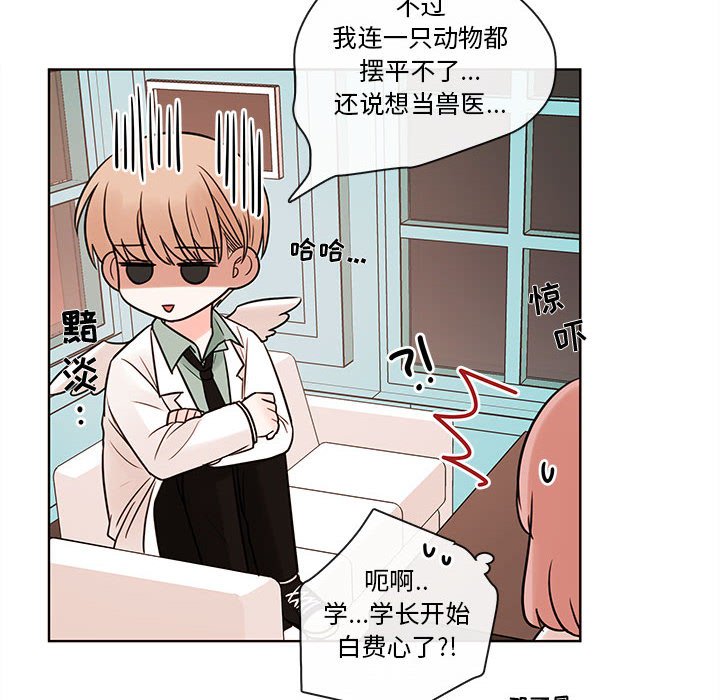 不过
我连一只动物都
摆平不了...
还说想当兽医...
哈哈...
黯
淡
:
惊
吓
?!
呃啊..
学...学长开始
白费心了?!